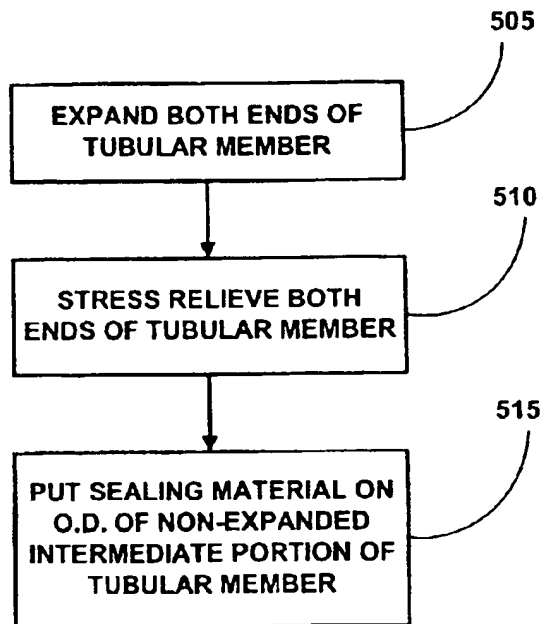 505
EXPAND BOTH ENDS OF
TUBULAR MEMBER
510
STRESS RELIEVE BOTH
ENDS OF TUBULAR MEMBER
515
PUT SEALING MATERIAL ON
O.D. OF NON-EXPANDED
INTERMEDIATE PORTION OF
TUBULAR MEMBER